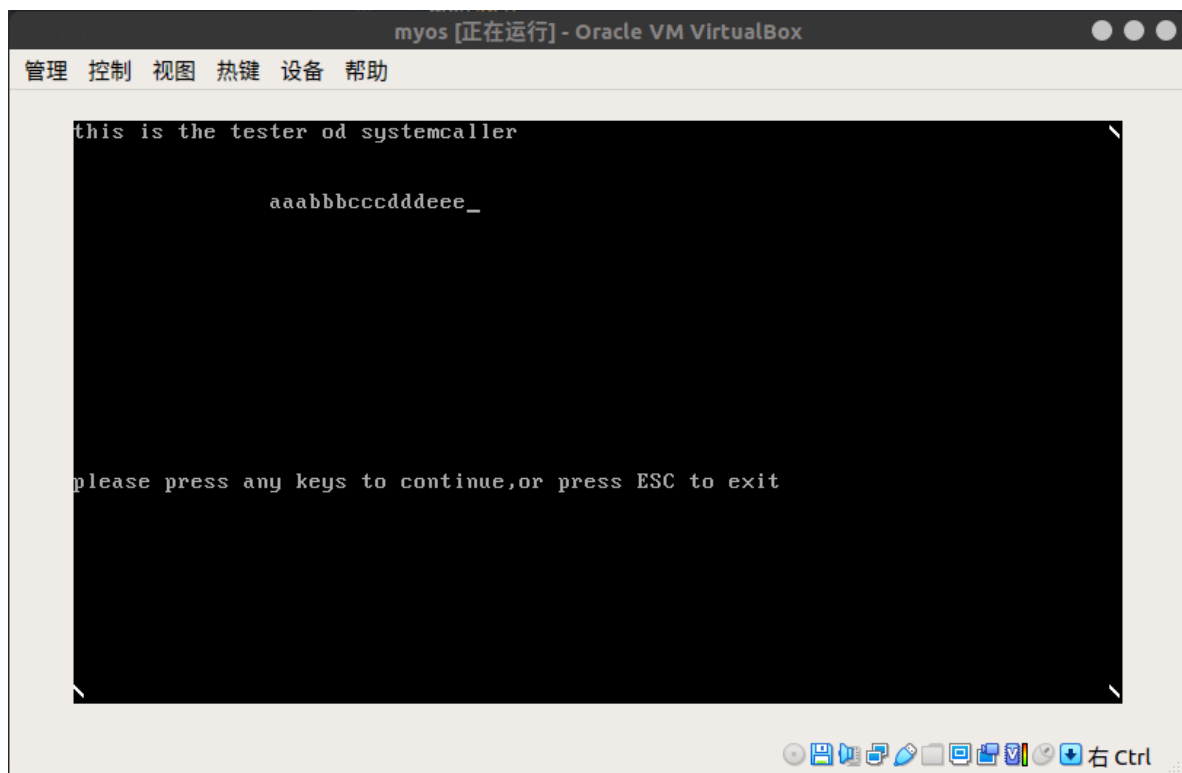 myos [正在运行] - Oracle VM VirtualBox
管理 控制 视图 热键 设备 帮助
this is the tester od systemcaller
aaabbbcccdddeee_
please press any keys to continue,or press ESC to exit
右 Ctrl